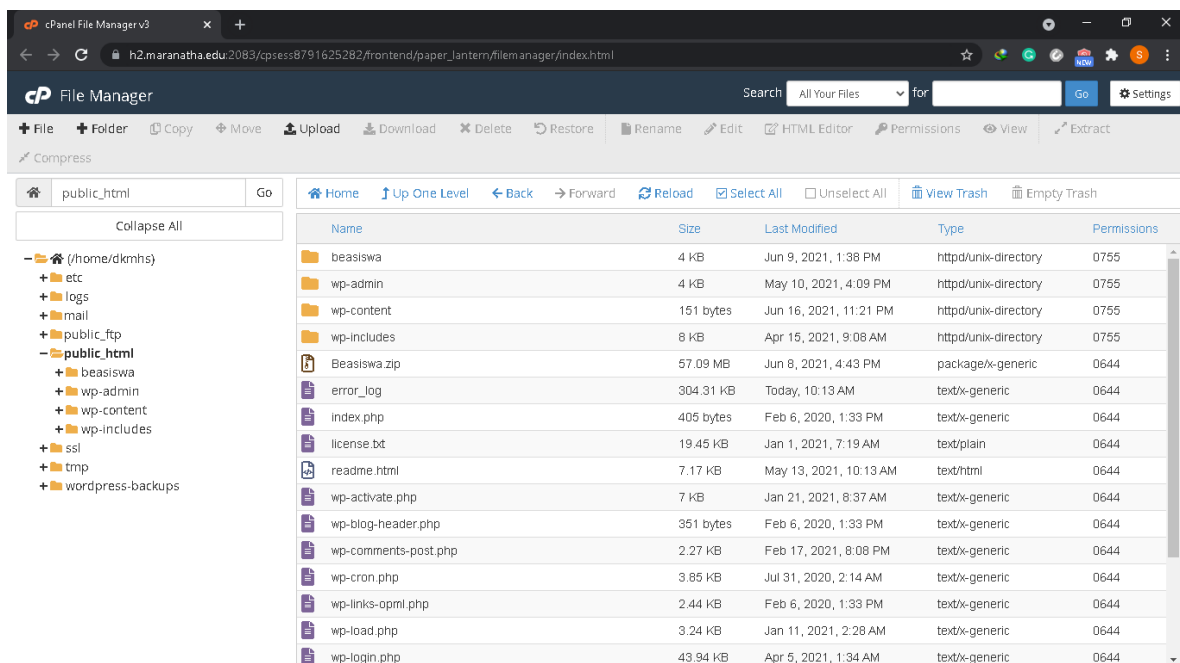 cPanel File Manager v3
h2.maranatha.edu:2083/cpsess8791625282/frontend/paper_lantern/filemanager/index.html
NEW
S
cP File Manager
Search All Your Files for Go Settings
File Folder Copy Move Upload Download Delete Restore Rename Edit HTML Editor Permissions View Extract
Compress
public_html Go
Collapse All
(/home/dkmhs)
etc
logs
mail
public_ftp
public_html
beasiswa
wp-admin
wp-content
wp-includes
ssl
tmp
wordpress-backups
Home Up One Level Back Forward Reload Select All Unselect All View Trash Empty Trash
Name Size Last Modified Type Permissions
beasiswa 4 KB Jun 9, 2021, 1:38 PM httpd/unix-directory 0755
wp-admin 4 KB May 10, 2021, 4:09 PM httpd/unix-directory 0755
wp-content 151 bytes Jun 16, 2021, 11:21 PM httpd/unix-directory 0755
wp-includes 8 KB Apr 15, 2021, 9:08 AM httpd/unix-directory 0755
Beasiswa.zip 57.09 MB Jun 8, 2021, 4:43 PM package/x-generic 0644
error_log 304.31 KB Today, 10:13 AM text/x-generic 0644
index.php 405 bytes Feb 6, 2020, 1:33 PM text/x-generic 0644
license.txt 19.45 KB Jan 1, 2021, 7:19 AM text/plain 0644
readme.html 7.17 KB May 13, 2021, 10:13 AM text/html 0644
wp-activate.php 7 KB Jan 21, 2021, 8:37 AM text/x-generic 0644
wp-blog-header.php 351 bytes Feb 6, 2020, 1:33 PM text/x-generic 0644
wp-comments-post.php 2.27 KB Feb 17, 2021, 8:08 PM text/x-generic 0644
wp-cron.php 3.85 KB Jul 31, 2020, 2:14 AM text/x-generic 0644
wp-links-opml.php 2.44 KB Feb 6, 2020, 1:33 PM text/x-generic 0644
wp-load.php 3.24 KB Jan 11, 2021, 2:28 AM text/x-generic 0644
wp-login.php 43.94 KB Apr 5, 2021, 1:34 AM text/x-generic 0644